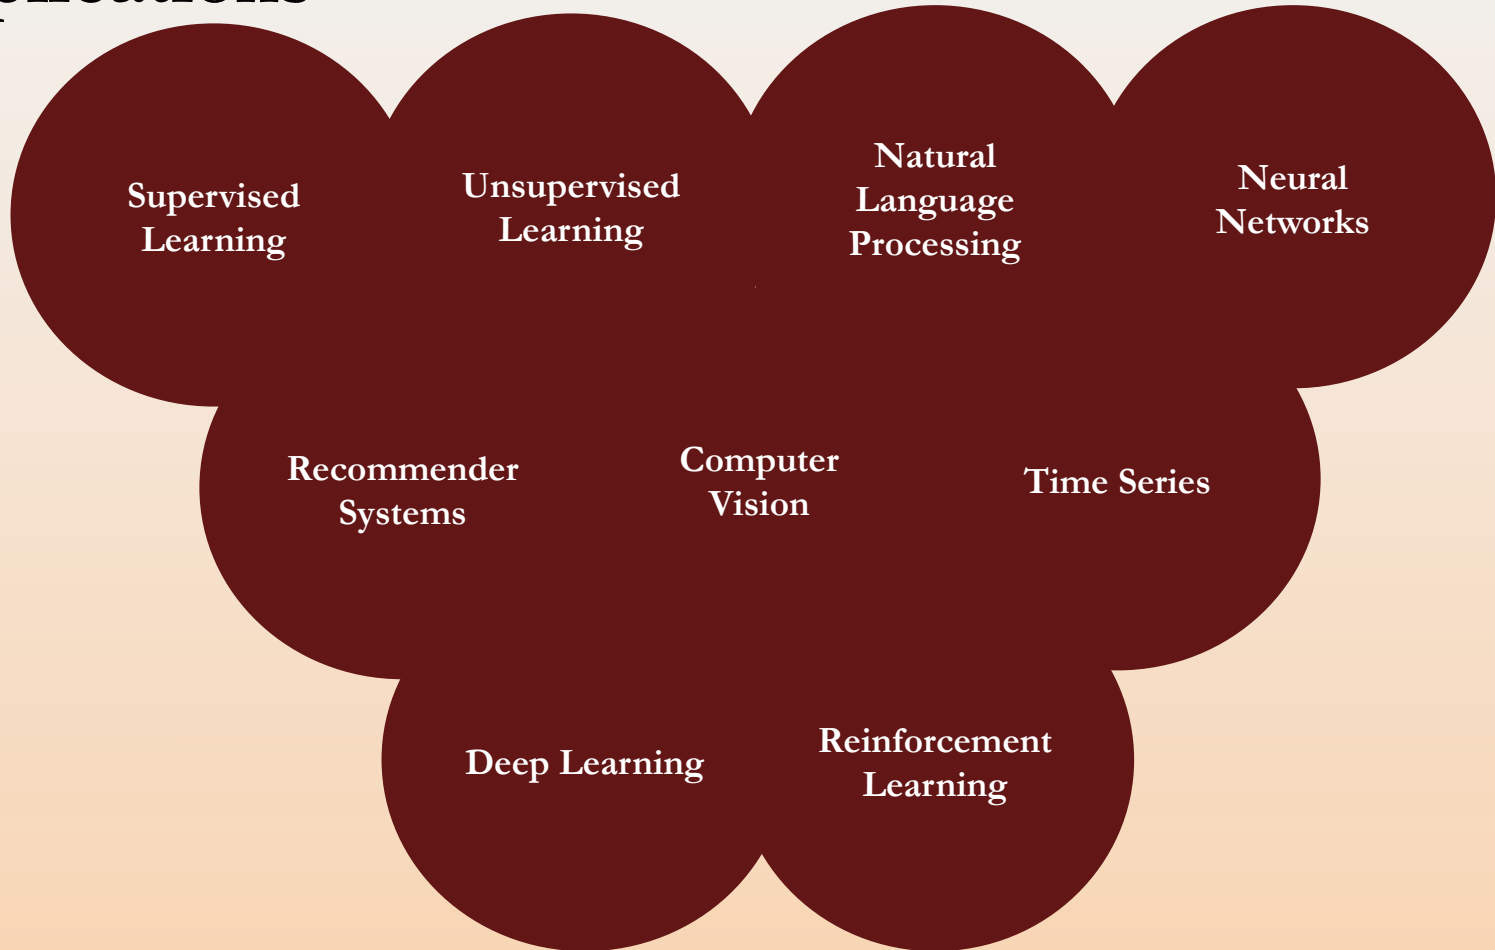 Supervised
Learning
Unsupervised
Learning
Natural
Language
Processing
Neural
Networks
Recommender
Systems
Computer
Vision
Time Series
Deep Learning
Reinforcement
Learning